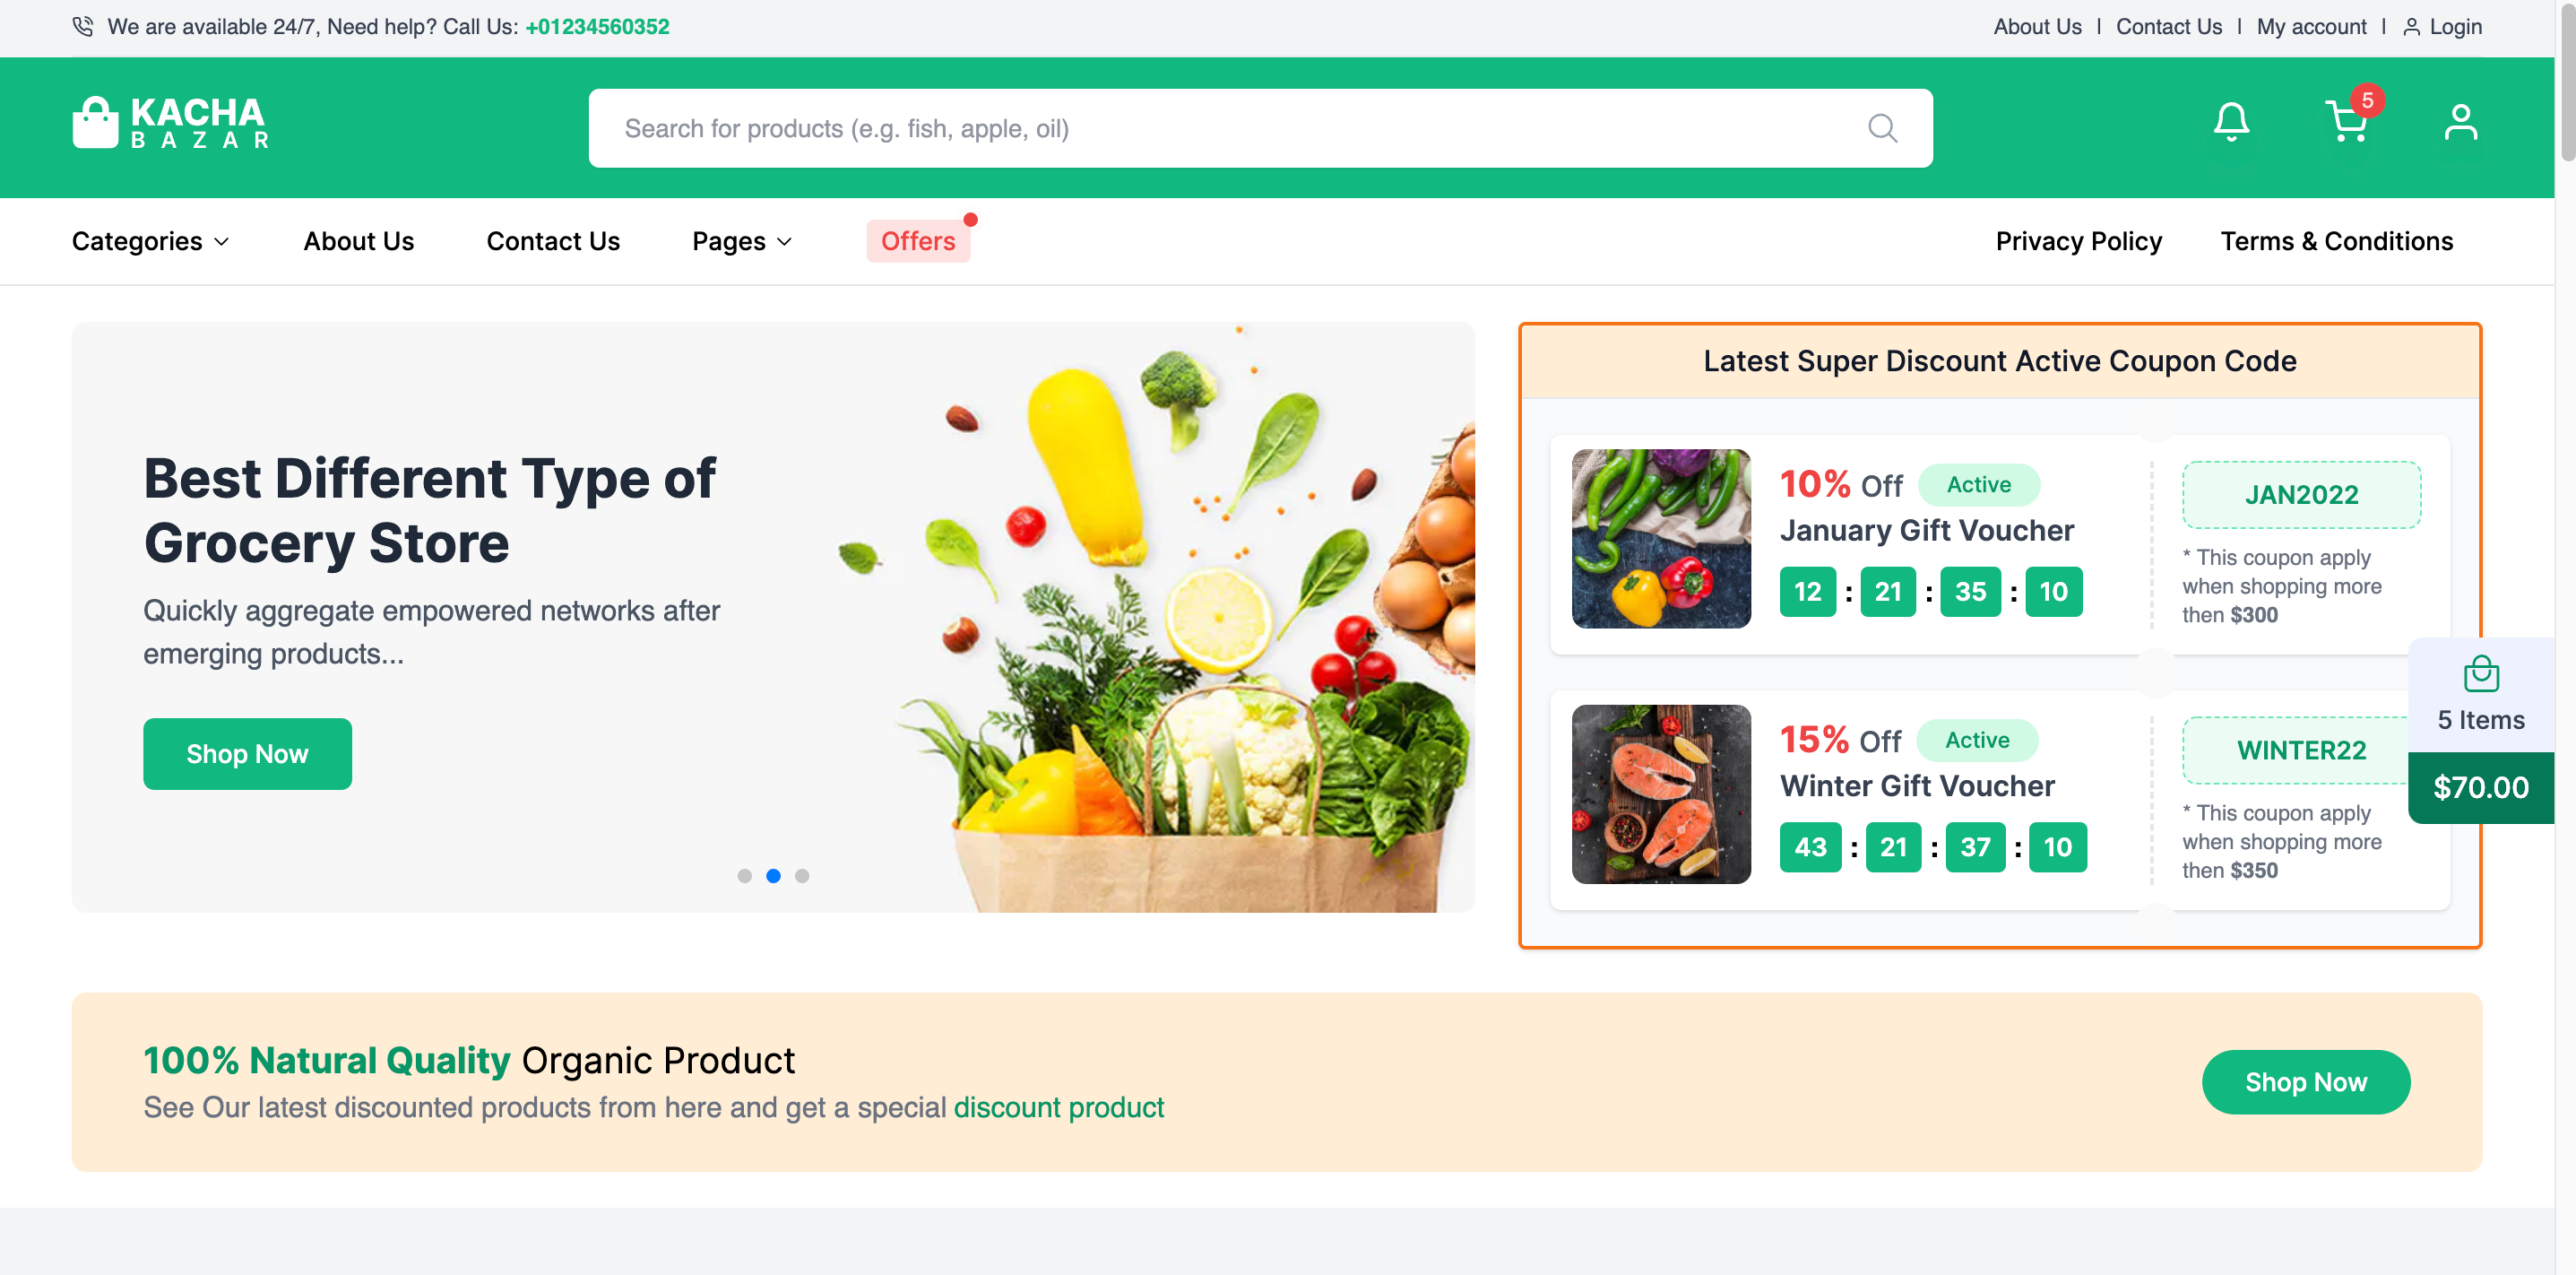 We are available 24/7, Need help? Call Us: +01234560352
About Us | Contact Us | My account | Login
KACHA
BAZAR
Search for products (e.g. fish, apple, oil)
5
Categories
About Us
Contact Us
Pages
Offers
Privacy Policy
Terms & Conditions
Best Different Type of
Grocery Store
Quickly aggregate empowered networks after
emerging products...
Shop Now
Latest Super Discount Active Coupon Code
10% Off Active
January Gift Voucher
12 : 21 : 35 : 10
JAN2022
* This coupon apply
when shopping more
then $300
15% Off Active
Winter Gift Voucher
43 : 21 : 37 : 10
WINTER22
* This coupon apply
when shopping more
then $350
5 Items
$70.00
100% Natural Quality Organic Product
See Our latest discounted products from here and get a special discount product
Shop Now